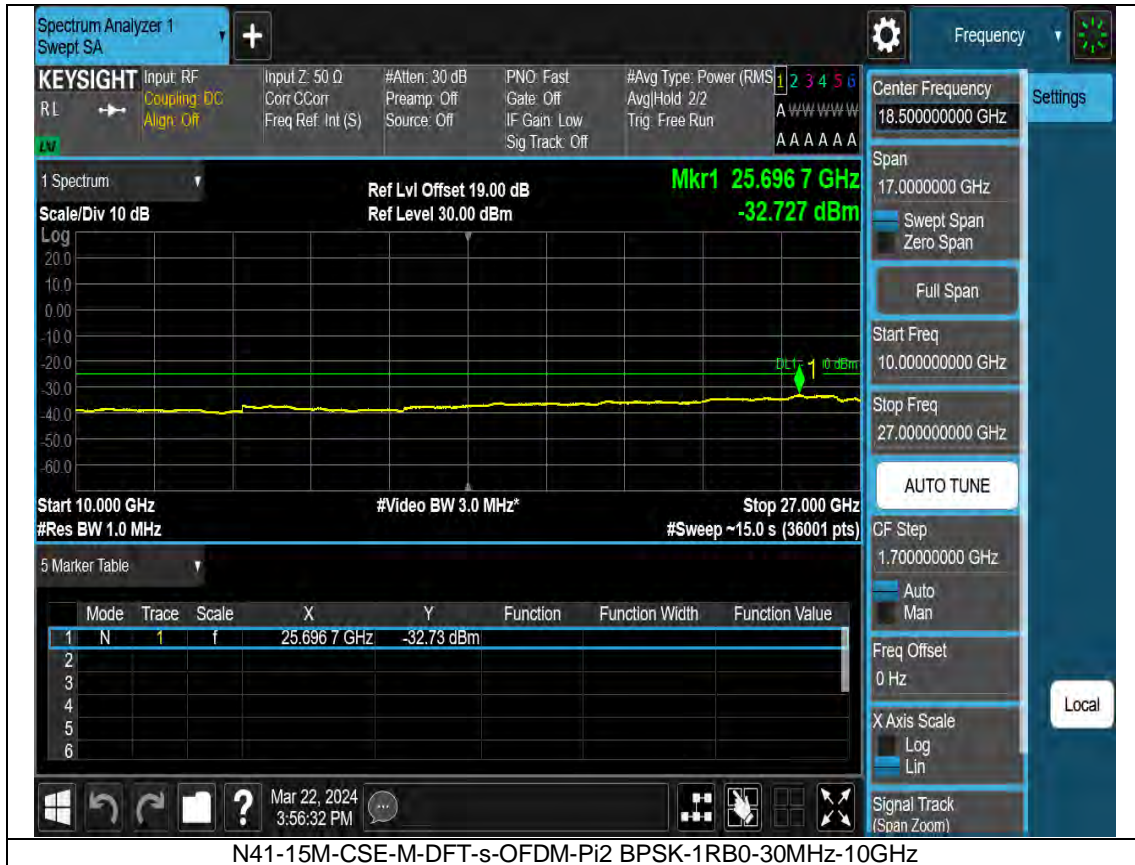 Spectrum Analyzer 1
Swept SA
+
Frequency
KEYSIGHT
RL
LXI
Input: RF
Coupling: DC
Align: Off
Input Z: 50 Ω
Corr CCorr
Freq Ref: Int (S)
#Atten: 30 dB
Preamp: Off
Source: Off
PNO: Fast
Gate: Off
IF Gain: Low
Sig Track: Off
#Avg Type: Power (RMS
Avg|Hold: 2/2
Trig: Free Run
1 2 3 4 5 6
A W W W W W
A A A A A A
1 Spectrum
Scale/Div 10 dB
Ref Lvl Offset 19.00 dB
Ref Level 30.00 dBm
Mkr1 25.696 7 GHz
-32.727 dBm
Log
20.0
10.0
0.00
-10.0
-20.0
-30.0
-40.0
-50.0
-60.0
1
Start 10.000 GHz
#Res BW 1.0 MHz
#Video BW 3.0 MHz*
Stop 27.000 GHz
#Sweep ~15.0 s (36001 pts)
5 Marker Table
Mode Trace Scale X Y Function Function Width Function Value
1 N 1 f 25.696 7 GHz -32.73 dBm
2
3
4
5
6
Mar 22, 2024
3:56:32 PM
Center Frequency
18.500000000 GHz
Settings
Span
17.0000000 GHz
Swept Span
Zero Span
Full Span
Start Freq
10.000000000 GHz
Stop Freq
27.000000000 GHz
AUTO TUNE
CF Step
1.700000000 GHz
Auto
Man
Freq Offset
0 Hz
X Axis Scale
Log
Lin
Signal Track
(Span Zoom)
Local
N41-15M-CSE-M-DFT-s-OFDM-Pi2 BPSK-1RB0-30MHz-10GHz